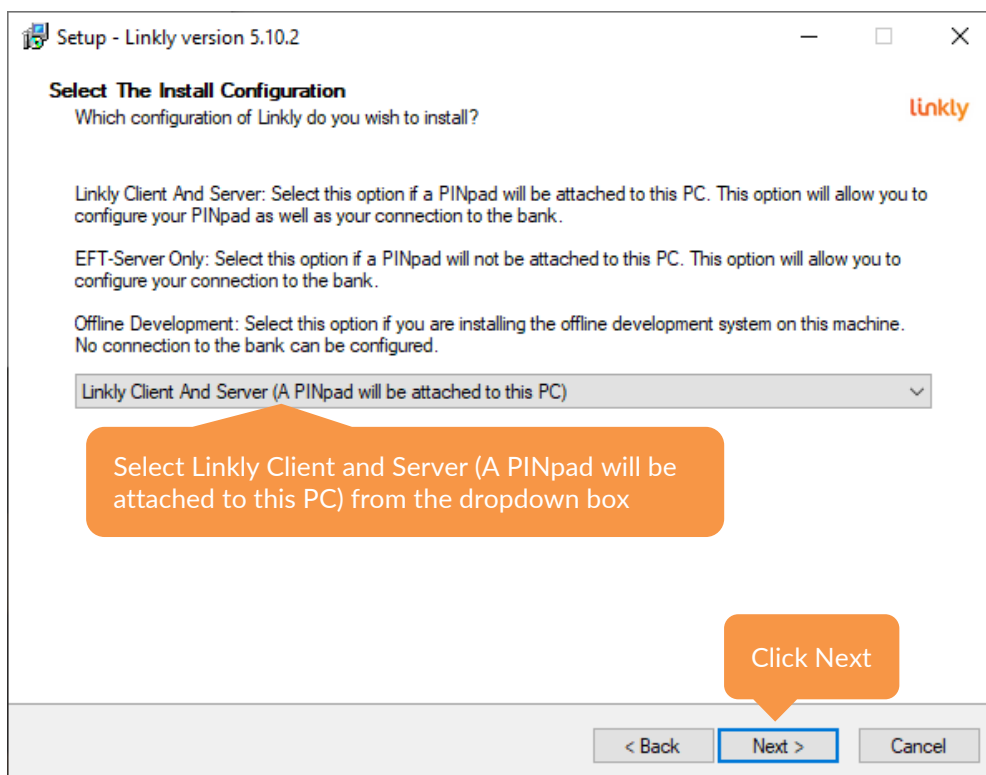 Setup - Linkly version 5.10.2
Select The Install Configuration
Which configuration of Linkly do you wish to install?
linkly
Linkly Client And Server: Select this option if a PINpad will be attached to this PC. This option will allow you to
configure your PINpad as well as your connection to the bank.
EFT-Server Only: Select this option if a PINpad will not be attached to this PC. This option will allow you to
configure your connection to the bank.
Offline Development: Select this option if you are installing the offline development system on this machine.
No connection to the bank can be configured.
Linkly Client And Server (A PINpad will be attached to this PC)
Select Linkly Client and Server (A PINpad will be
attached to this PC) from the dropdown box
Click Next
< Back Next > Cancel